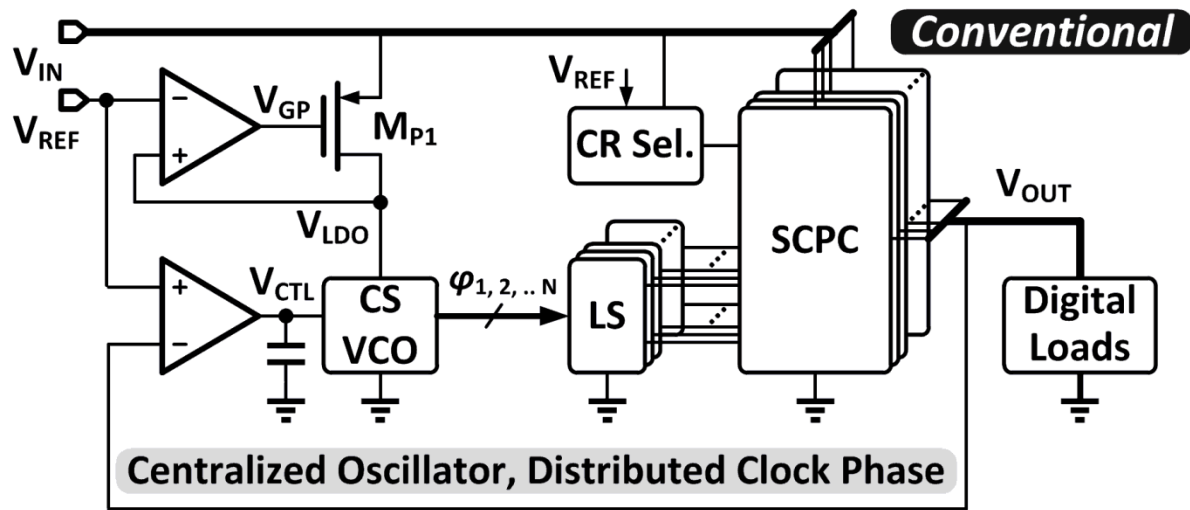 Conventional
V_IN
V_REF
−
+
V_GP
M_P1
V_REF
CR Sel.
V_LDO
SCPC
V_OUT
+
−
V_CTL
CS
VCO
φ_1, 2, .. N
LS
Digital
Loads
Centralized Oscillator, Distributed Clock Phase